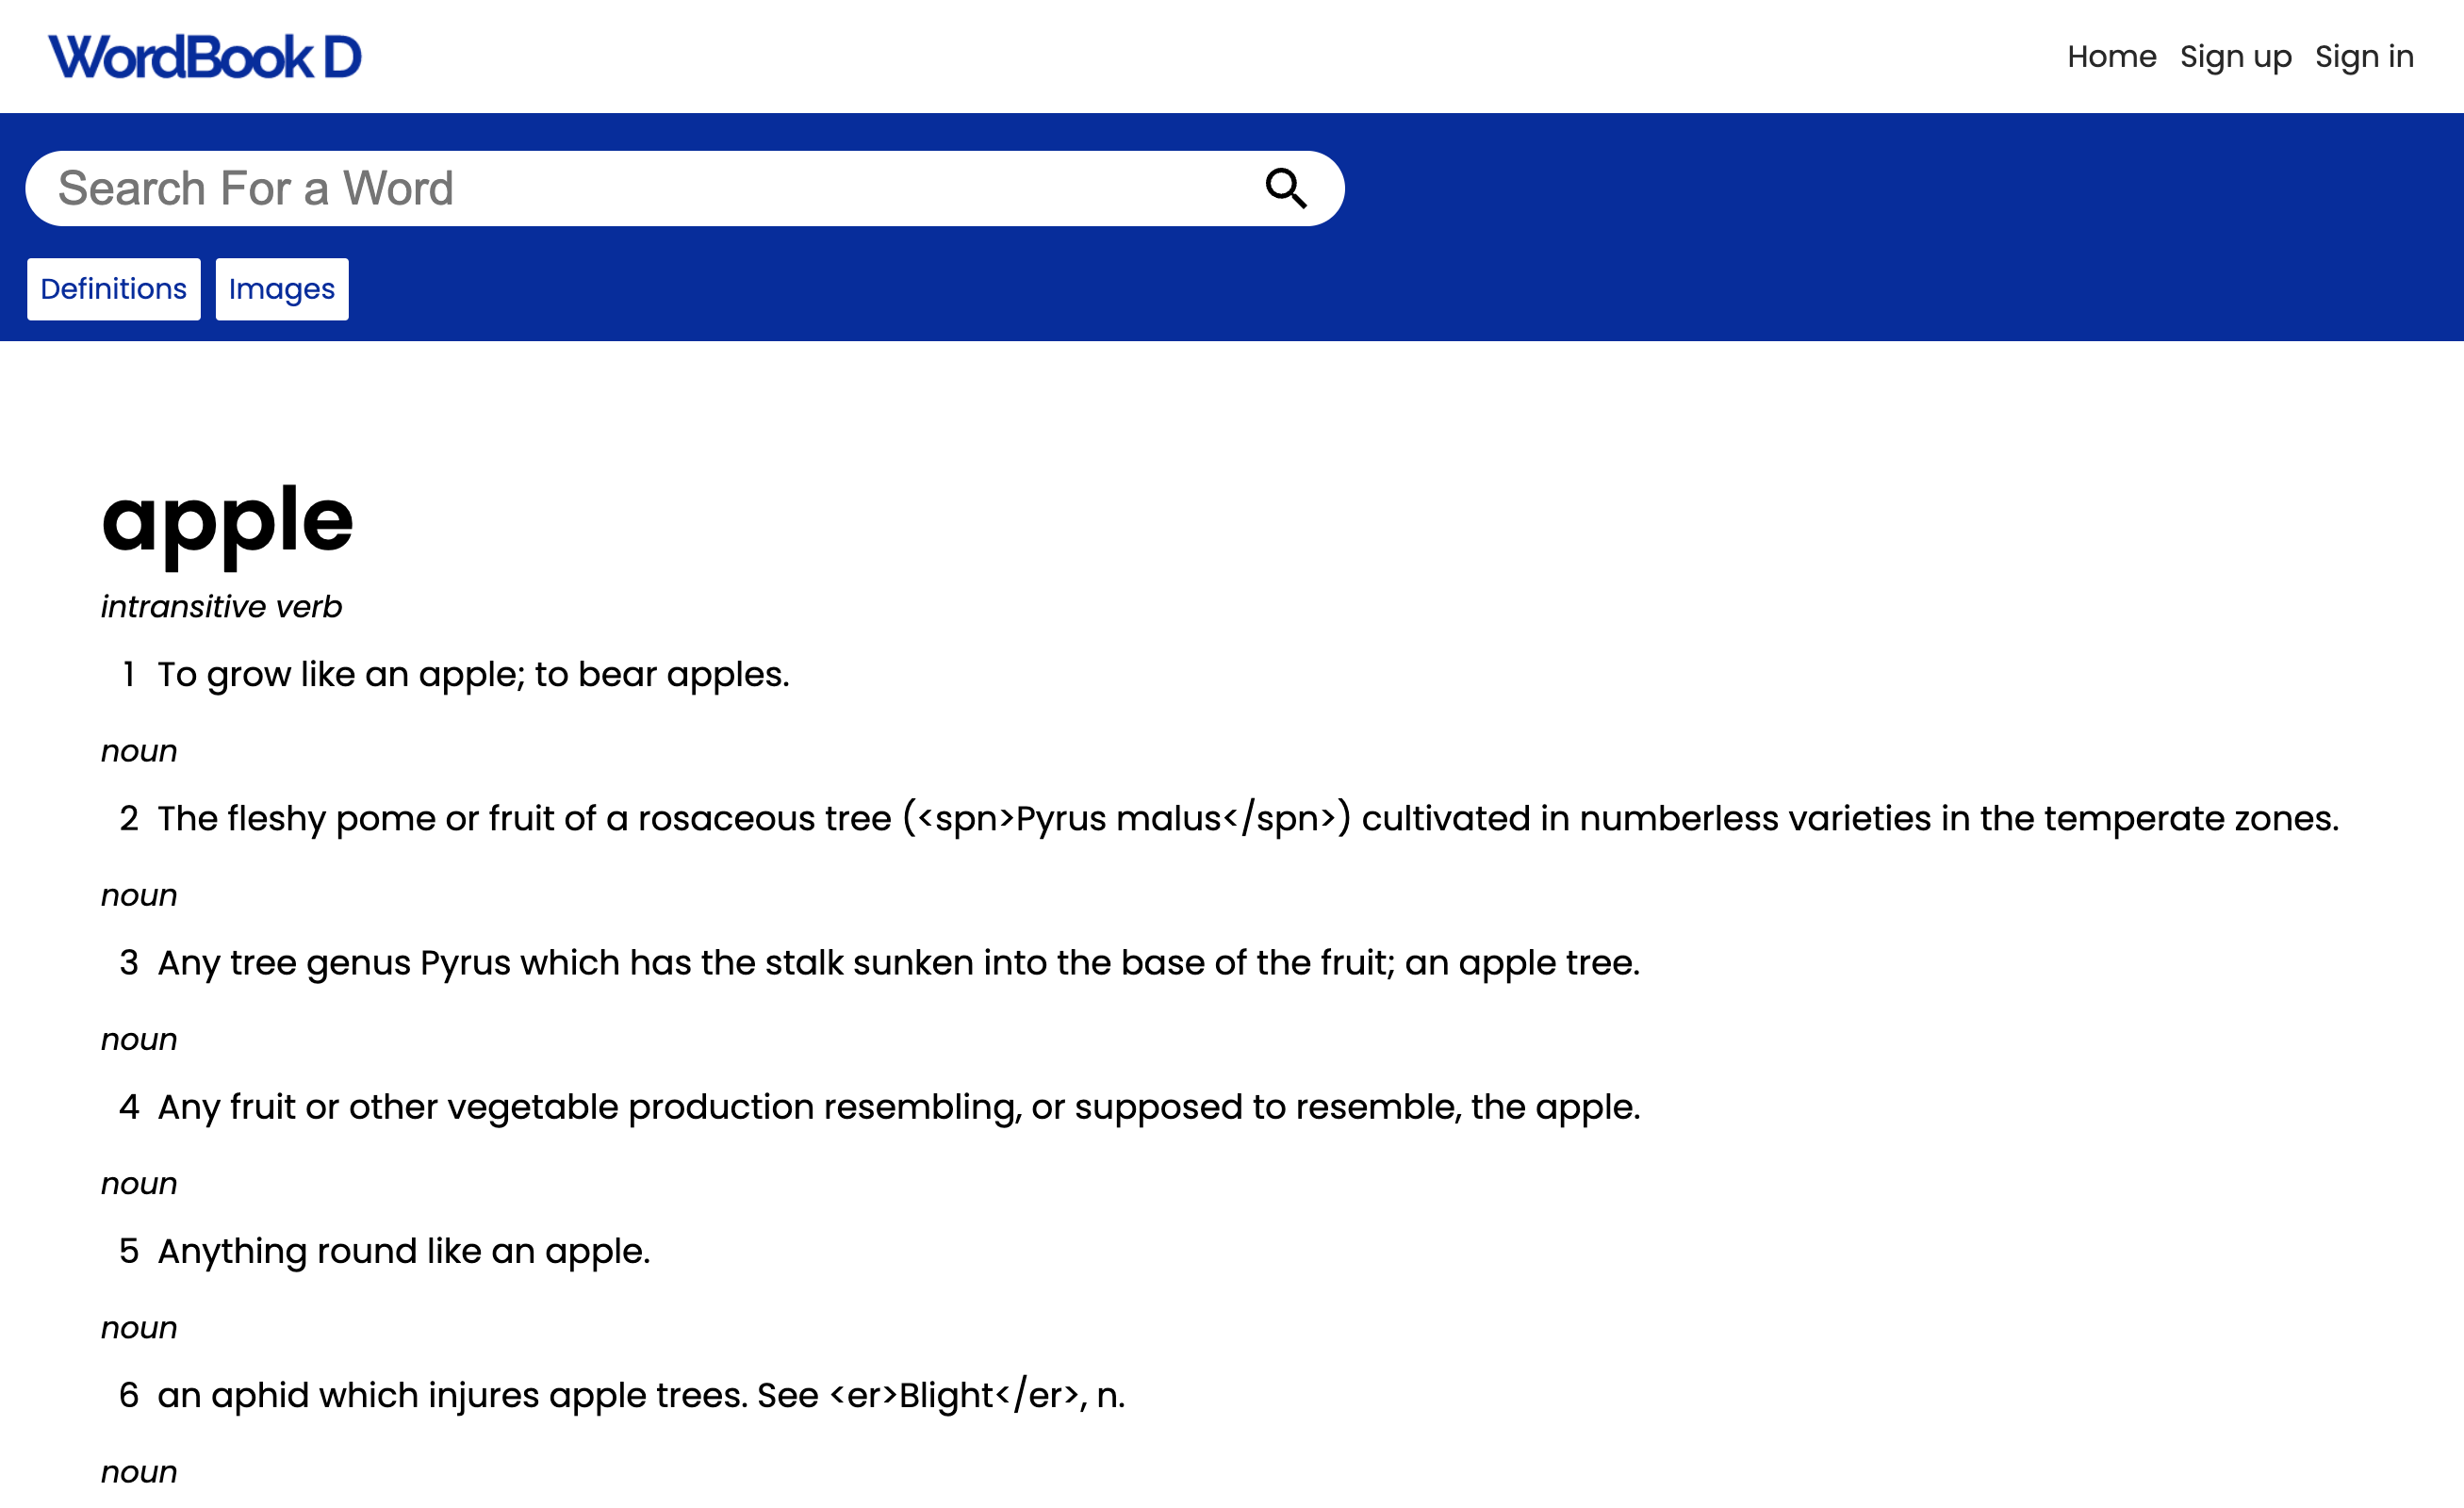 WordBook D
Home Sign up Sign in
Search For a Word
Definitions Images
apple
intransitive verb
1 To grow like an apple; to bear apples.
noun
2 The fleshy pome or fruit of a rosaceous tree (<spn>Pyrus malus</spn>) cultivated in numberless varieties in the temperate zones.
noun
3 Any tree genus Pyrus which has the stalk sunken into the base of the fruit; an apple tree.
noun
4 Any fruit or other vegetable production resembling, or supposed to resemble, the apple.
noun
5 Anything round like an apple.
noun
6 an aphid which injures apple trees. See <er>Blight</er>, n.
noun